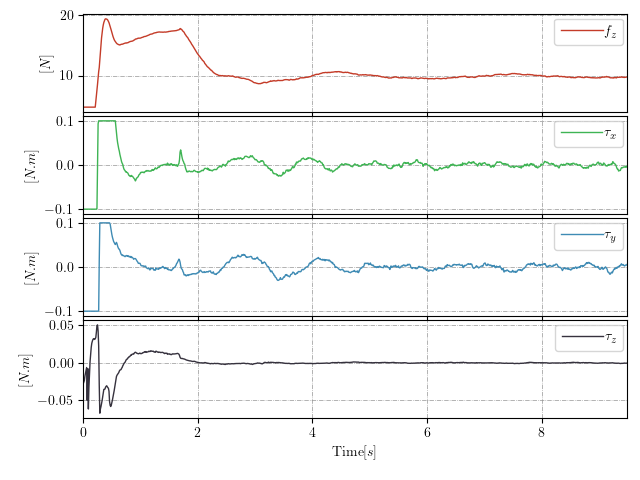 20
10
[N]
f_z
0.1
0.0
−0.1
[N.m]
τ_x
0.1
0.0
−0.1
[N.m]
τ_y
0.05
0.00
−0.05
[N.m]
τ_z
0 2 4 6 8
Time[s]